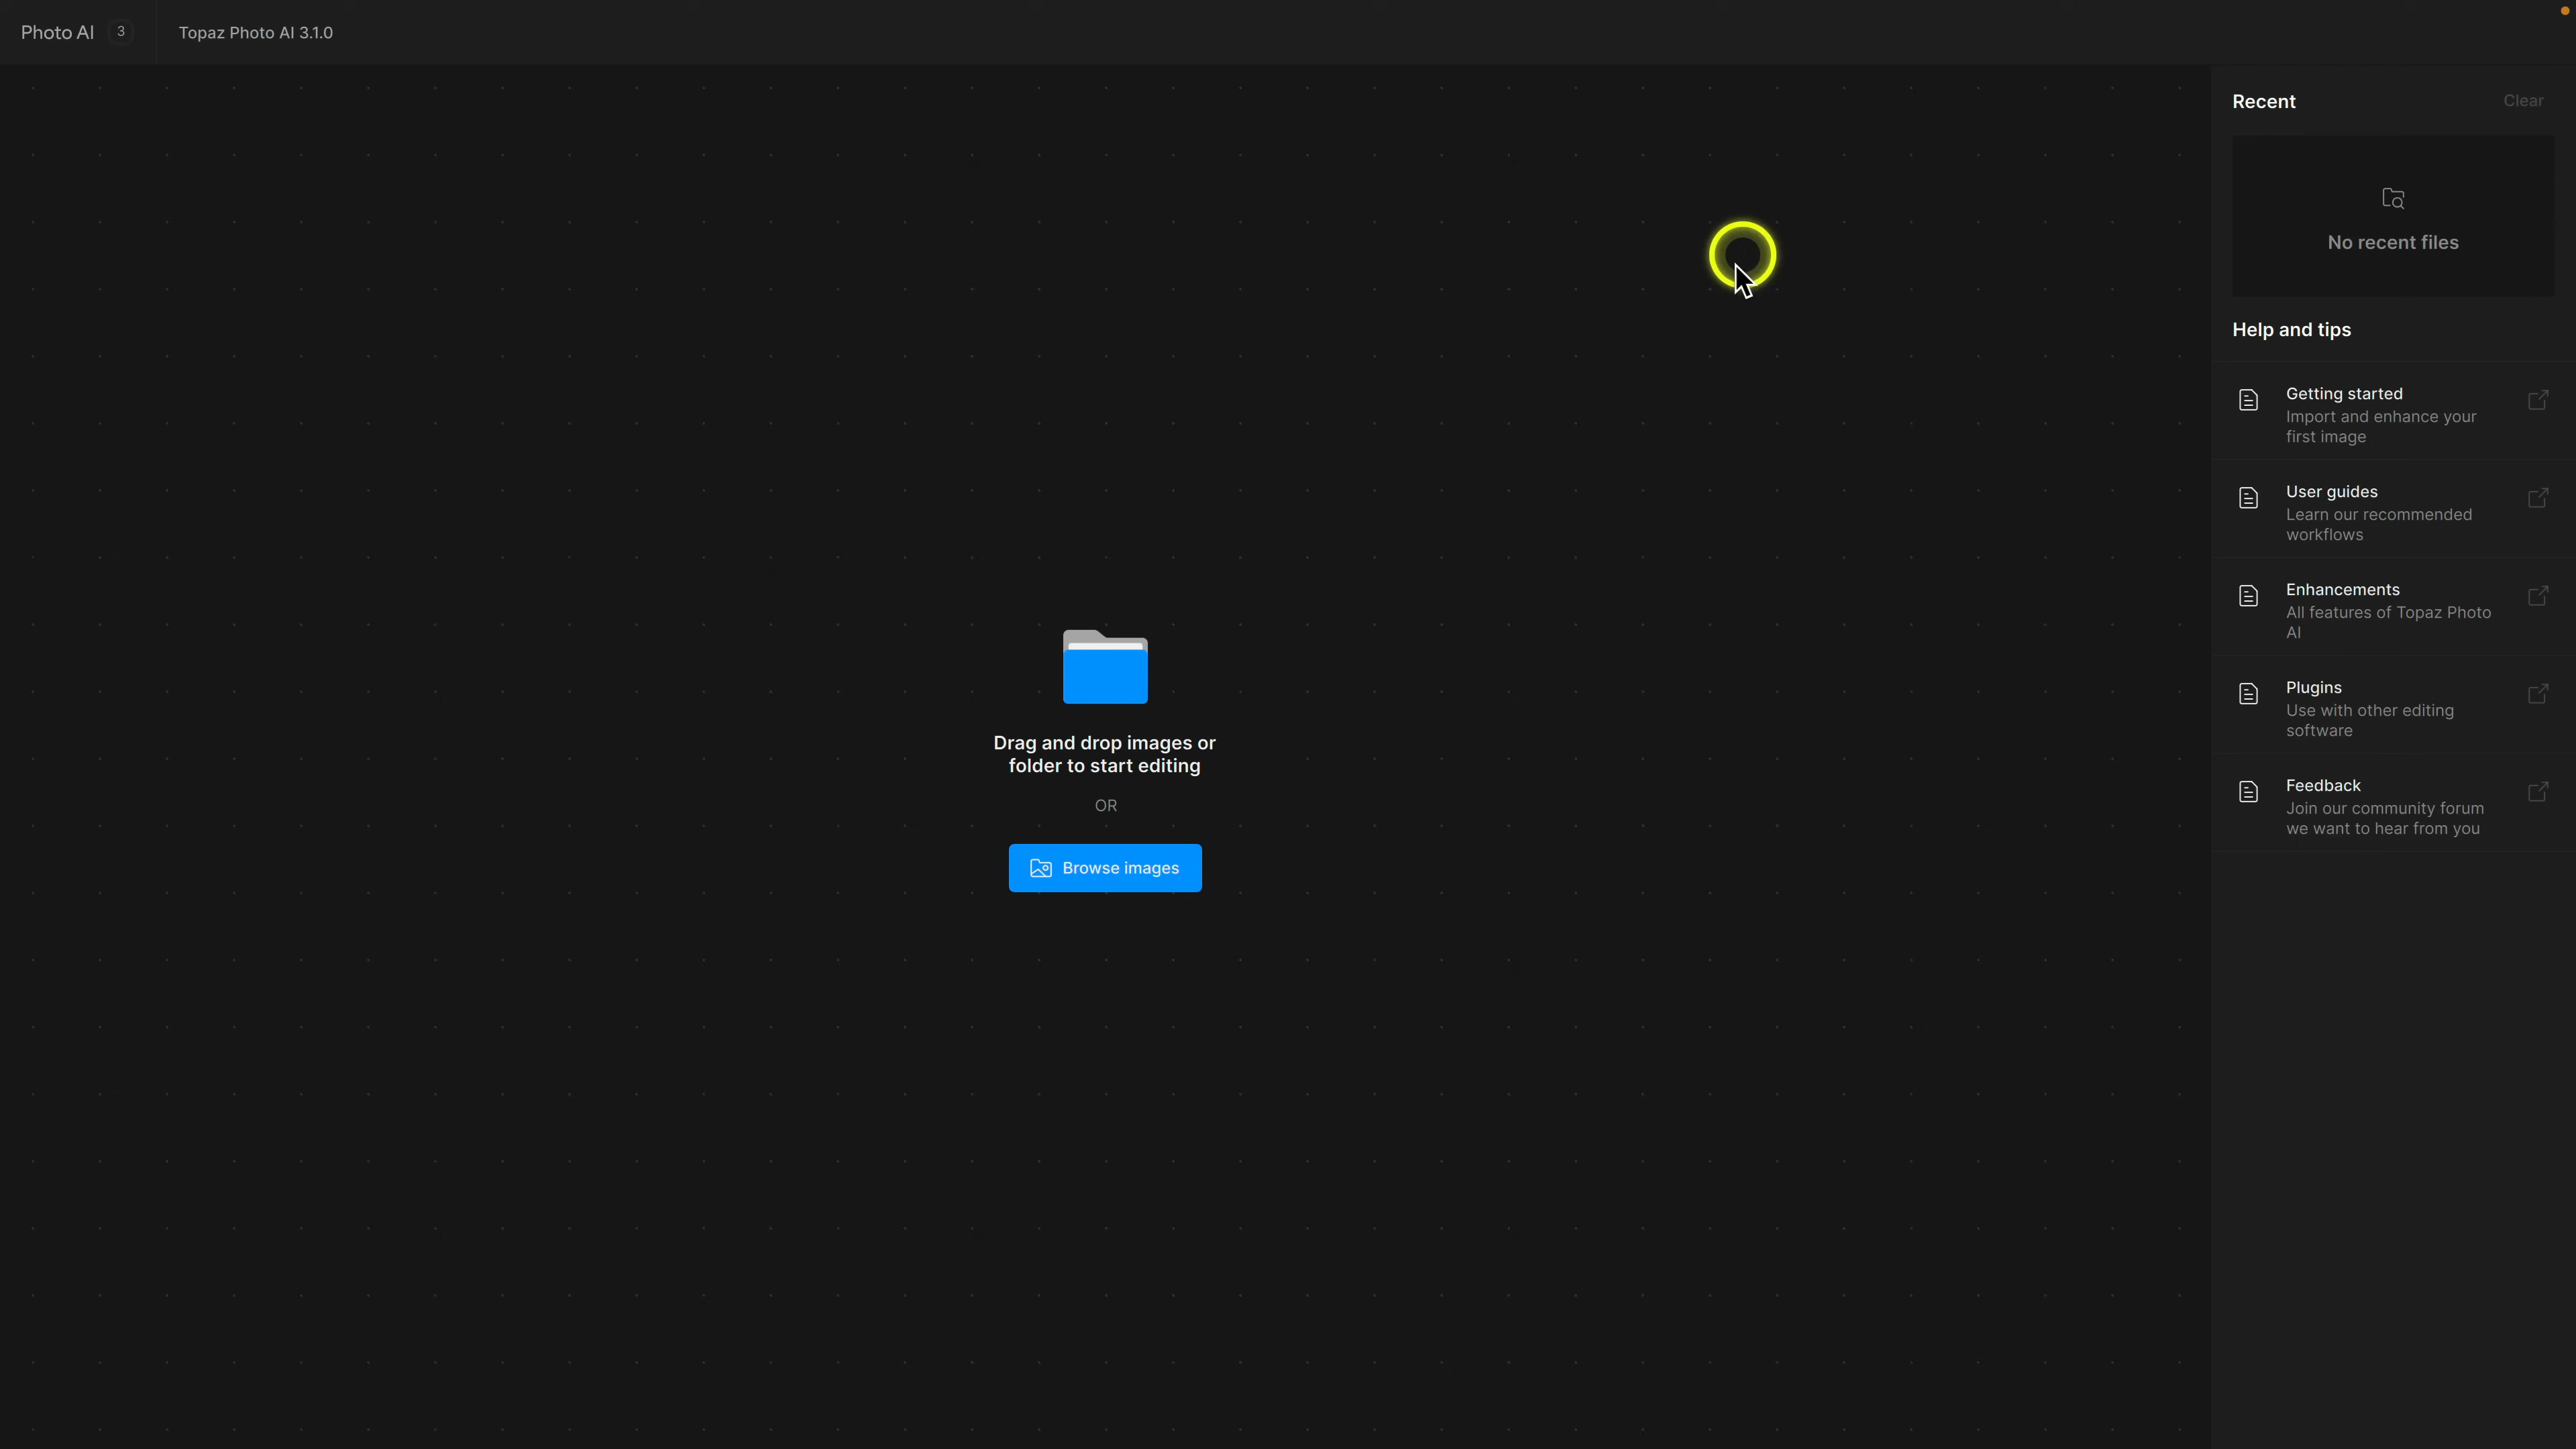 Photo AI 3
Topaz Photo AI 3.1.0
Drag and drop images or
folder to start editing
OR
Browse images
Recent
Clear
No recent files
Help and tips
Getting started
Import and enhance your
first image
User guides
Learn our recommended
workflows
Enhancements
All features of Topaz Photo
AI
Plugins
Use with other editing
software
Feedback
Join our community forum
we want to hear from you